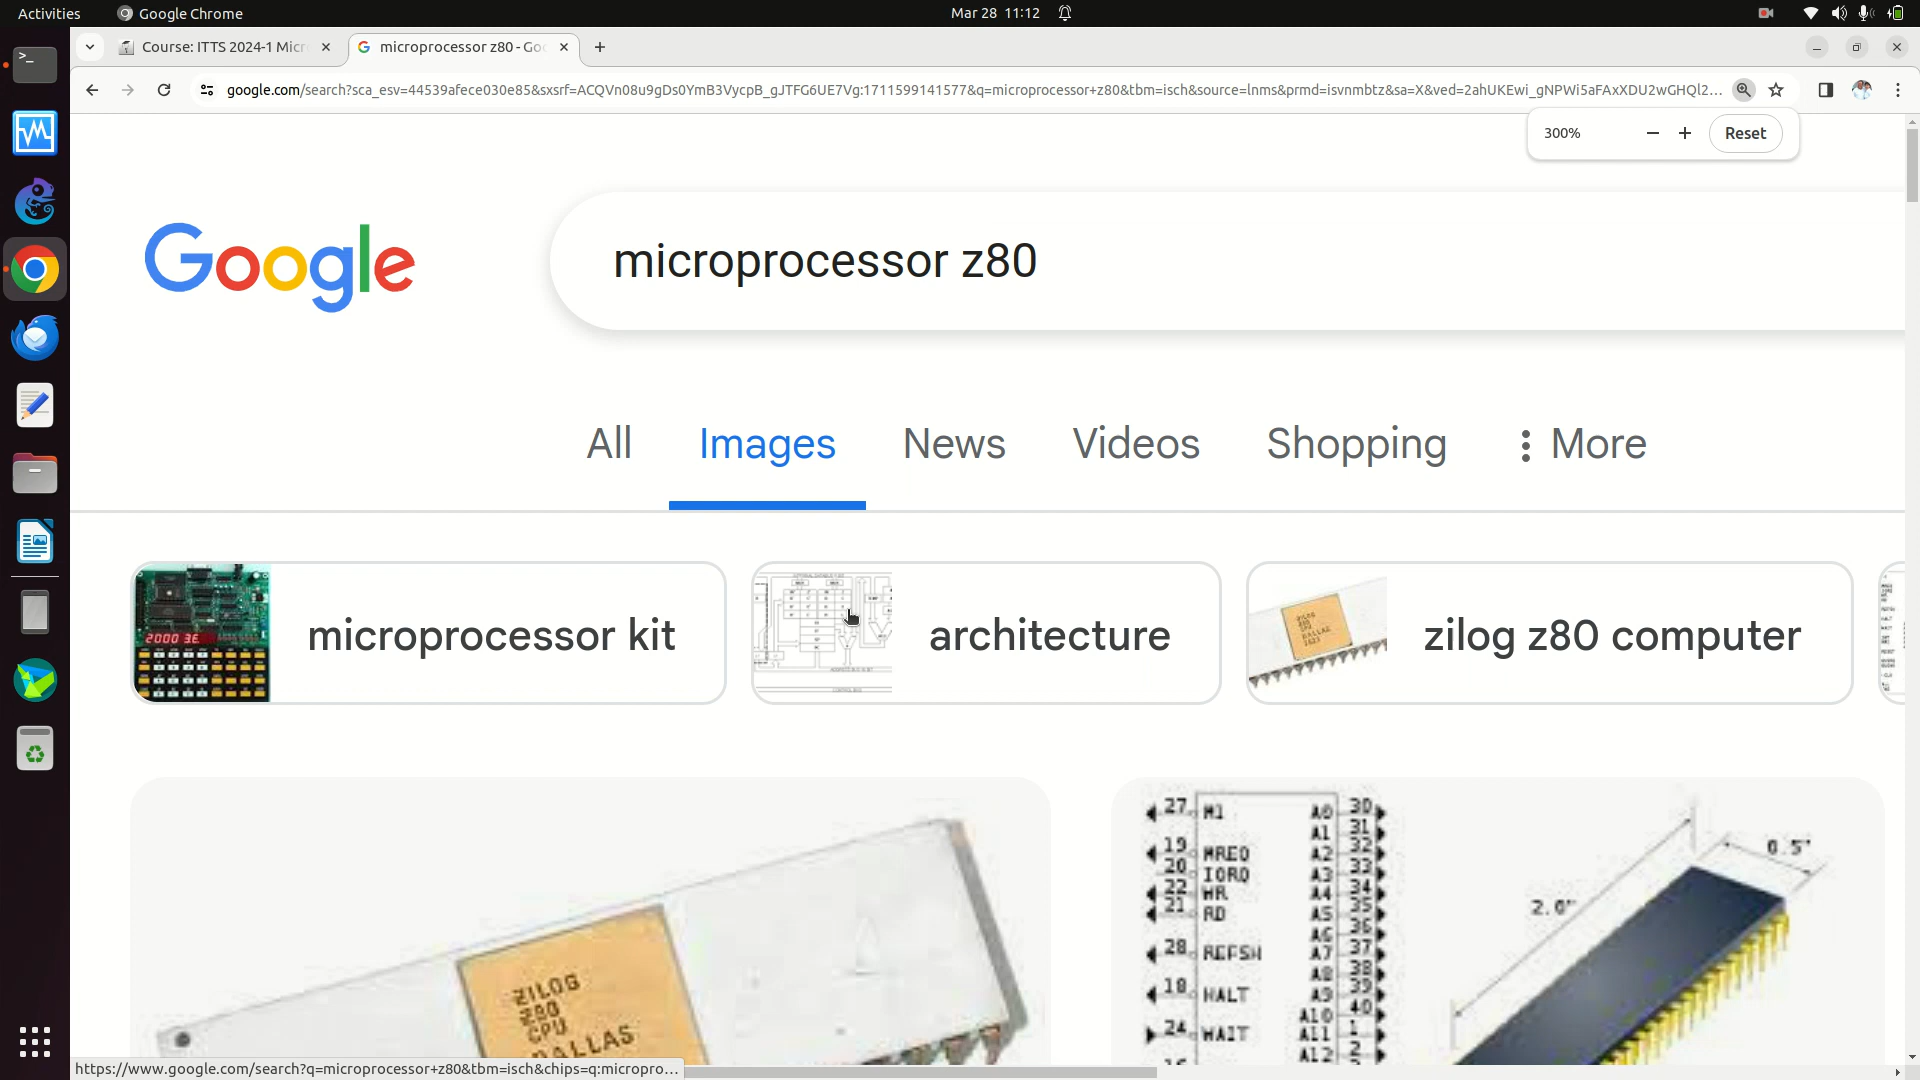 Activities
Google Chrome
Mar 28 11:12
Course: ITTS 2024-1 Micr
microprocessor z80 - Goo
google.com/search?sca_esv=44539afece030e85&sxsrf=ACQVn08u9gDs0YmB3VycpB_gJTFG6UE7Vg:1711599141577&q=microprocessor+z80&tbm=isch&source=lnms&prmd=isvnmbtz&sa=X&ved=2ahUKEwi_gNPWi5aFAxXDU2wGHQl2...
300%
Reset
Google
microprocessor z80
All
Images
News
Videos
Shopping
More
microprocessor kit
architecture
zilog z80 computer
ZILOG
Z80
CPU
DALLAS
27 M1 A0 30
A1 31
19 MREQ A2 32
20 IORQ A3 33
22 WR A4 34
21 RD A5 35
A6 36
28 REFSH A7 37
A8 38
18 HALT A9 39
A10 40
24 WAIT A11 1
A12 2
2.0"
0.5"
https://www.google.com/search?q=microprocessor+z80&tbm=isch&chips=q:micropro...